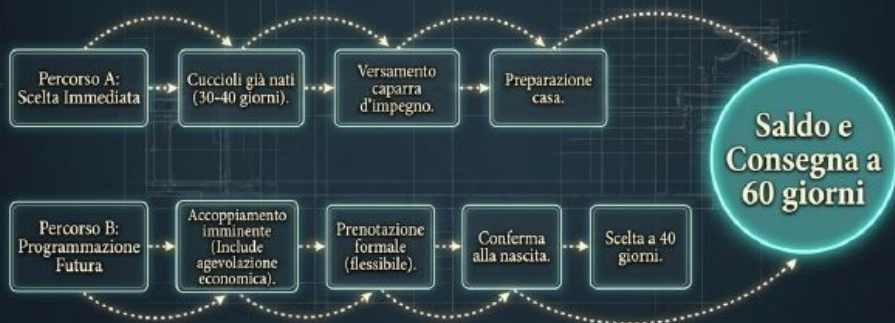 Percorso A:
Scelta Immediata
Cuccioli già nati
(30-40 giorni).
Versamento
caparra
d'impegno.
Preparazione
casa.
Saldo e
Consegna a
60 giorni
Percorso B:
Programmazione
Futura
Accoppiamento
imminente
(Include
agevolazione
economica).
Prenotazione
formale
(flessibile).
Conferma
alla nascita.
Scelta a 40
giorni.